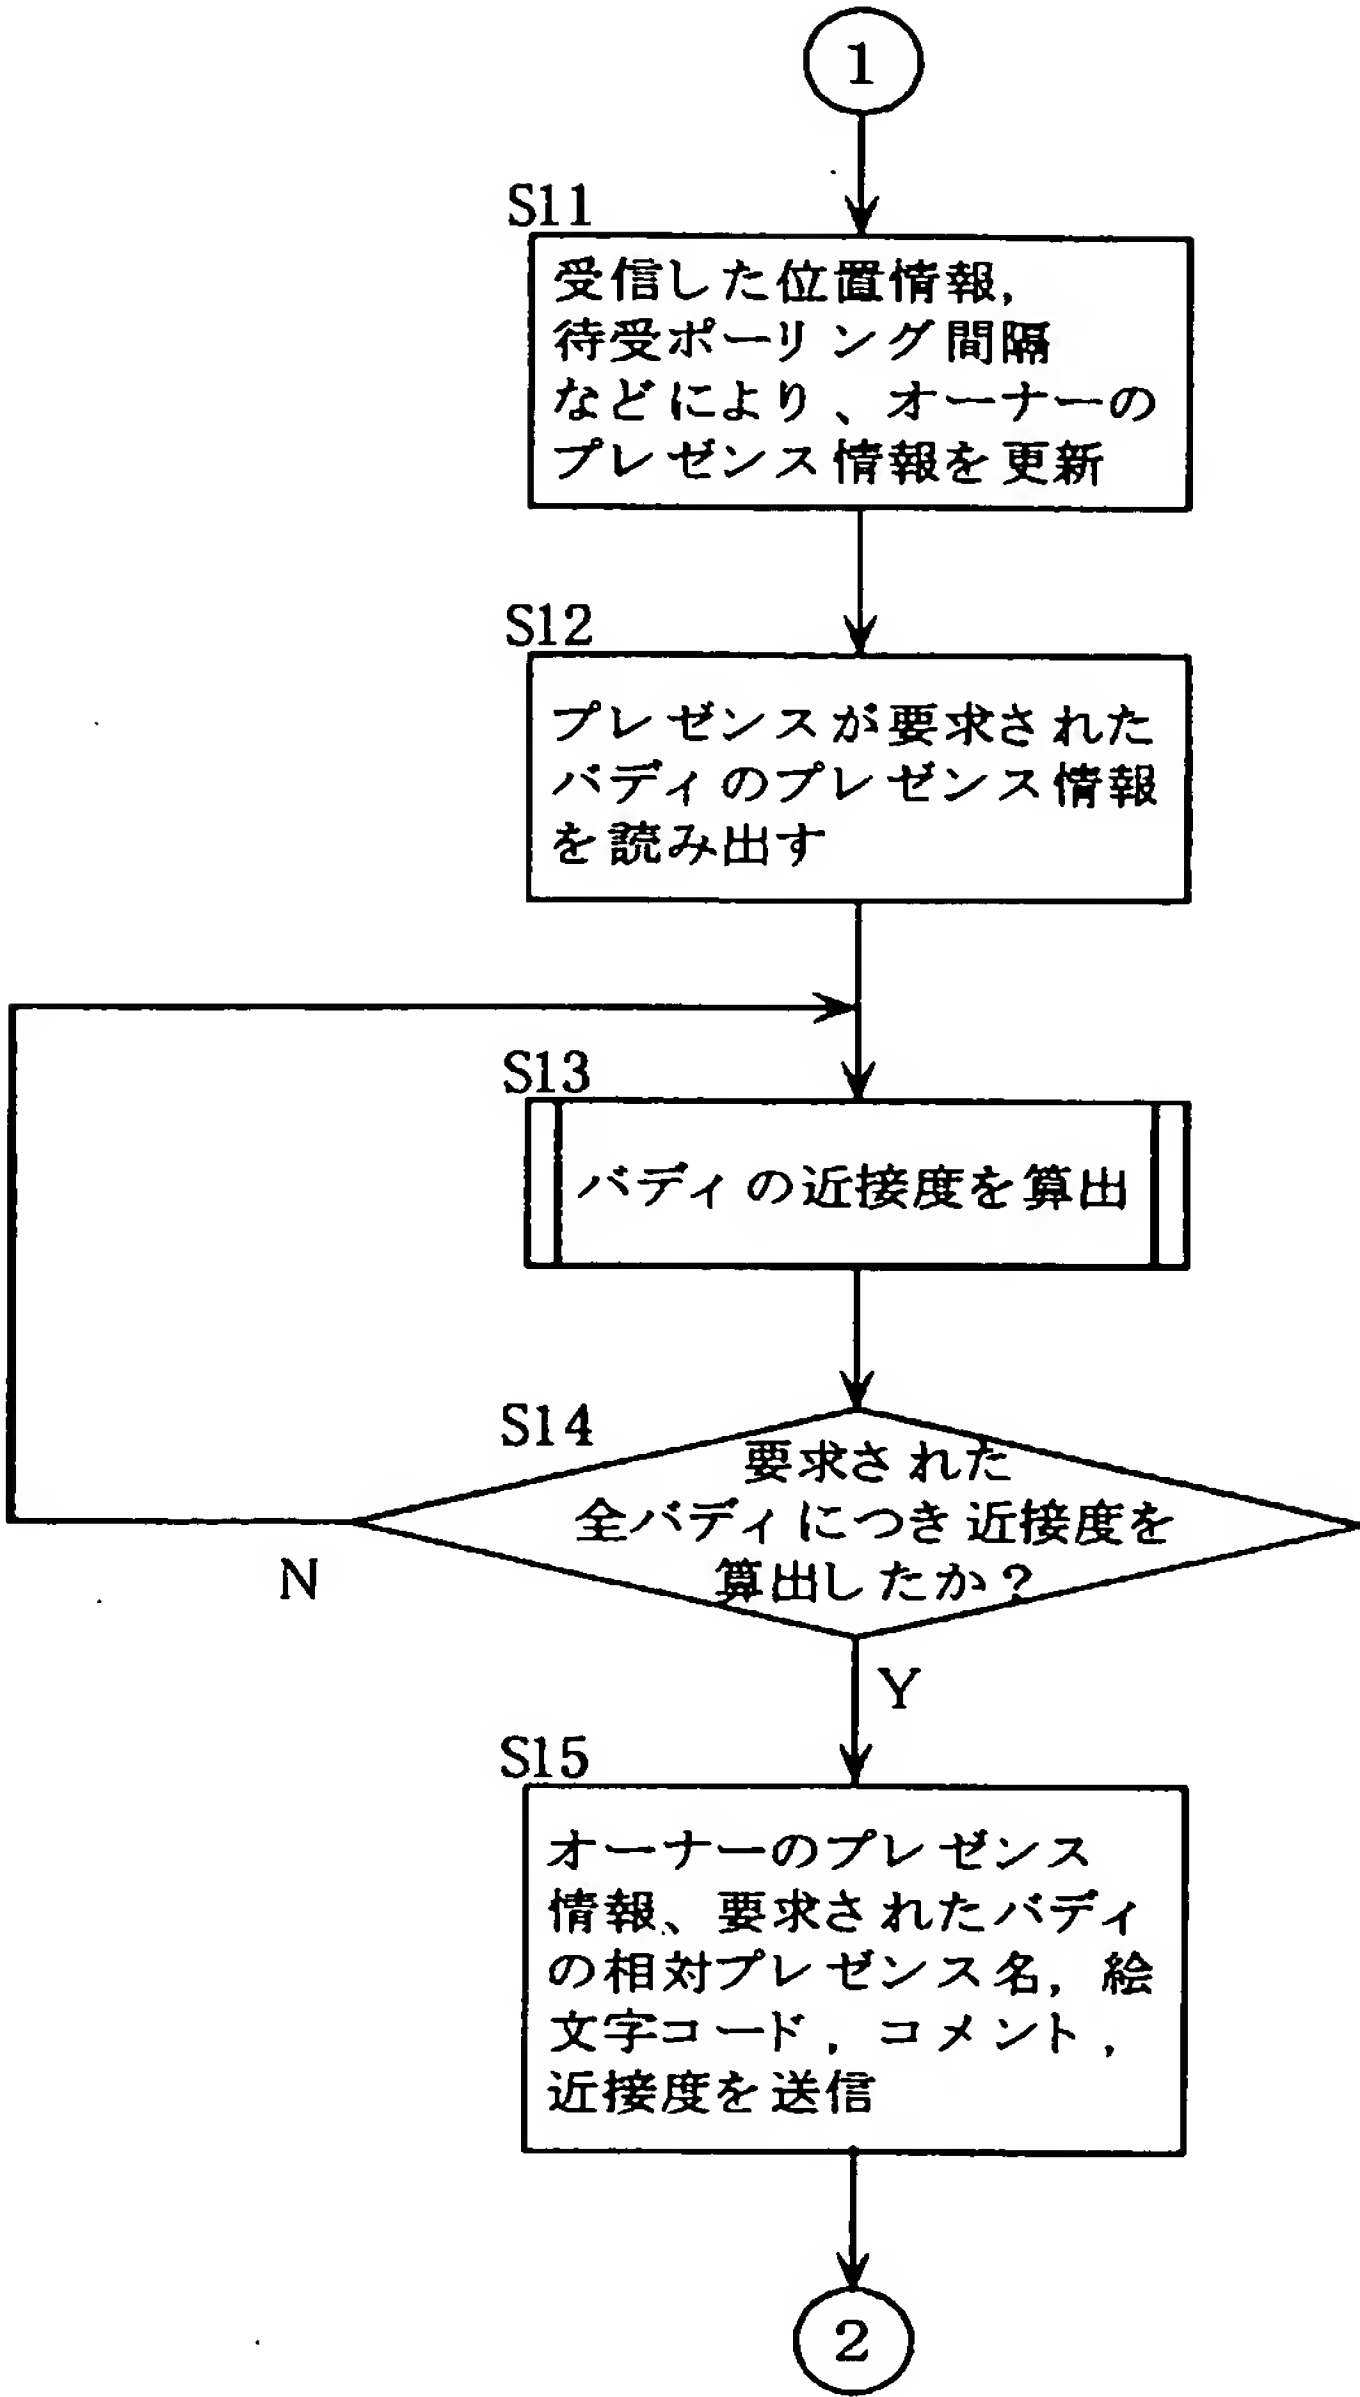 1
S11
受信した位置情報,
待受ポーリング間隔
などにより、オーナーの
プレゼンス情報を更新
S12
プレゼンスが要求された
バディのプレゼンス情報
を読み出す
S13
バディの近接度を算出
S14
要求された
全バディにつき近接度を
算出したか?
N
Y
S15
オーナーのプレゼンス
情報、要求されたバディ
の相対プレゼンス名, 絵
文字コード, コメント,
近接度を送信
2